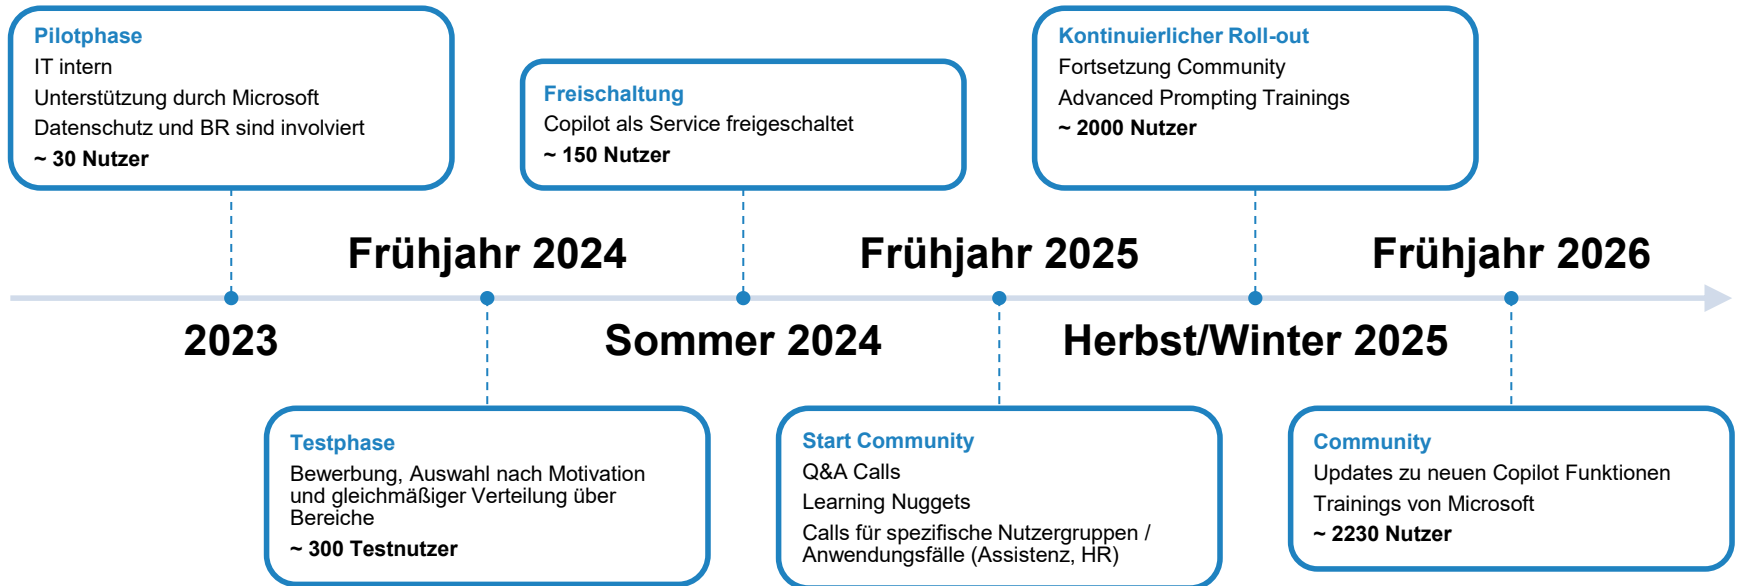 Pilotphase
IT intern
Unterstützung durch Microsoft
Datenschutz und BR sind involviert
~ 30 Nutzer
Freischaltung
Copilot als Service freigeschaltet
~ 150 Nutzer
Kontinuierlicher Roll-out
Fortsetzung Community
Advanced Prompting Trainings
~ 2000 Nutzer
Frühjahr 2024
Frühjahr 2025
Frühjahr 2026
2023
Sommer 2024
Herbst/Winter 2025
Testphase
Bewerbung, Auswahl nach Motivation
und gleichmäßiger Verteilung über
Bereiche
~ 300 Testnutzer
Start Community
Q&A Calls
Learning Nuggets
Calls für spezifische Nutzergruppen /
Anwendungsfälle (Assistenz, HR)
Community
Updates zu neuen Copilot Funktionen
Trainings von Microsoft
~ 2230 Nutzer